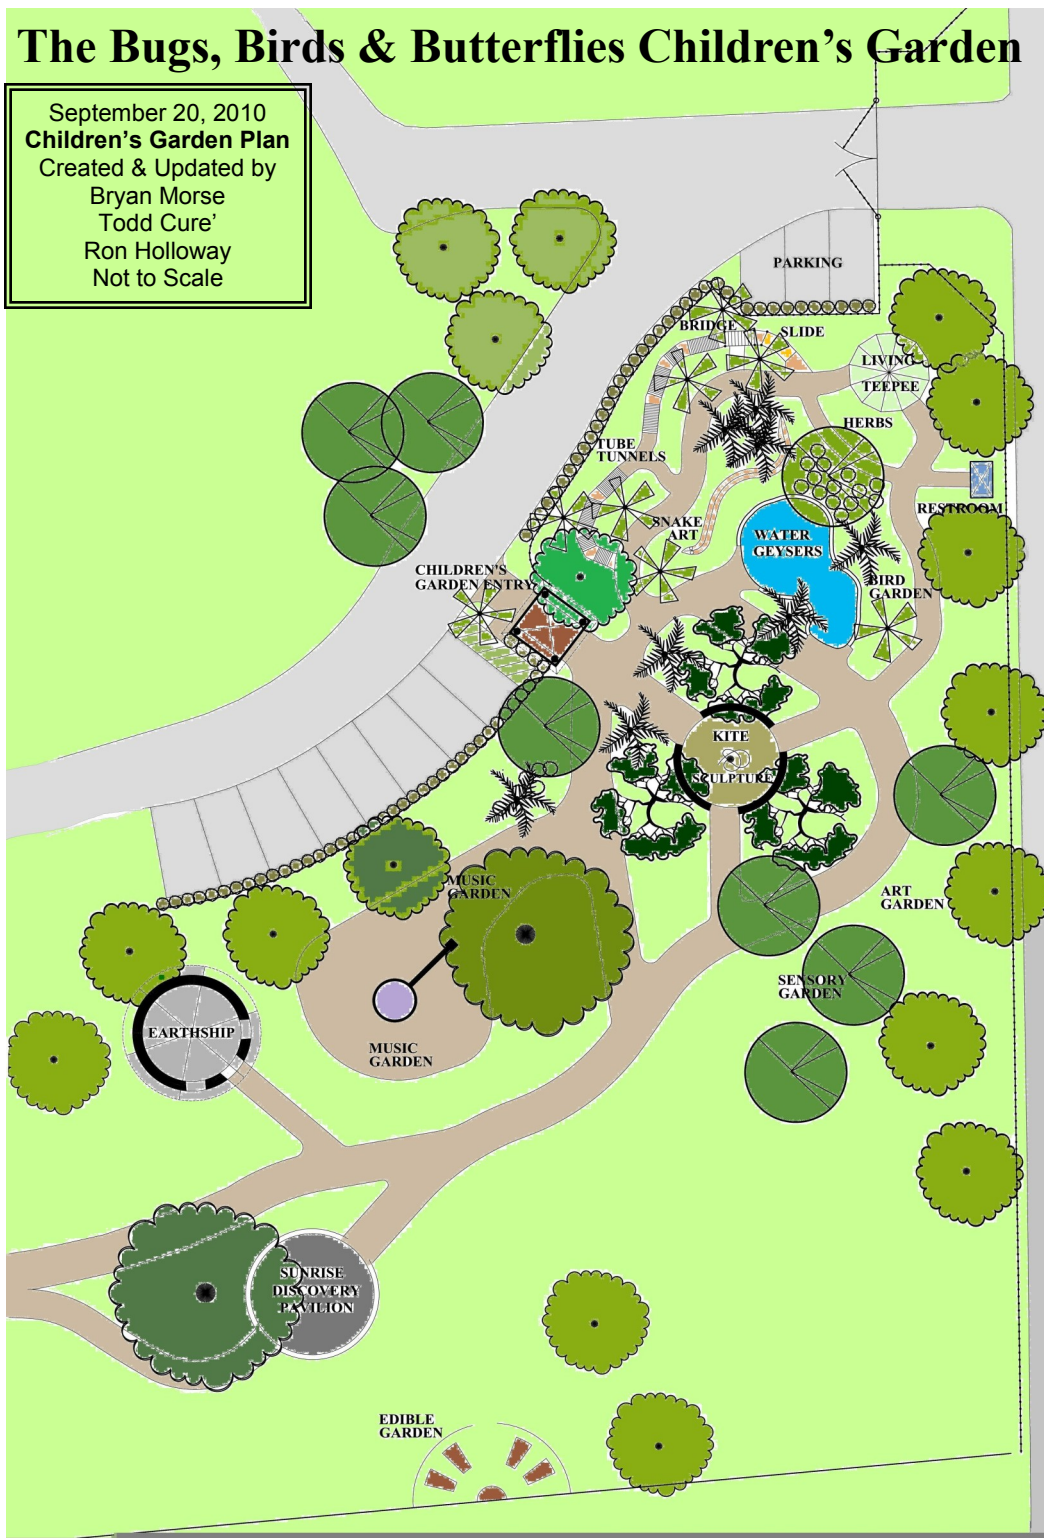 The Bugs, Birds & Butterflies Children's Garden
September 20, 2010
Children's Garden Plan
Created & Updated by
Bryan Morse
Todd Cure'
Ron Holloway
Not to Scale
PARKING
BRIDGE
SLIDE
LIVING
TEEPEE
HERBS
TUBE
TUNNELS
RESTROOM
SNAKE
ART
WATER
GEYSERS
CHILDREN'S
GARDEN ENTRY
BIRD
GARDEN
KITE
SCULPTURE
MUSIC
GARDEN
ART
GARDEN
SENSORY
GARDEN
EARTHSHIP
MUSIC
GARDEN
SUNRISE
DISCOVERY
PAVILION
EDIBLE
GARDEN